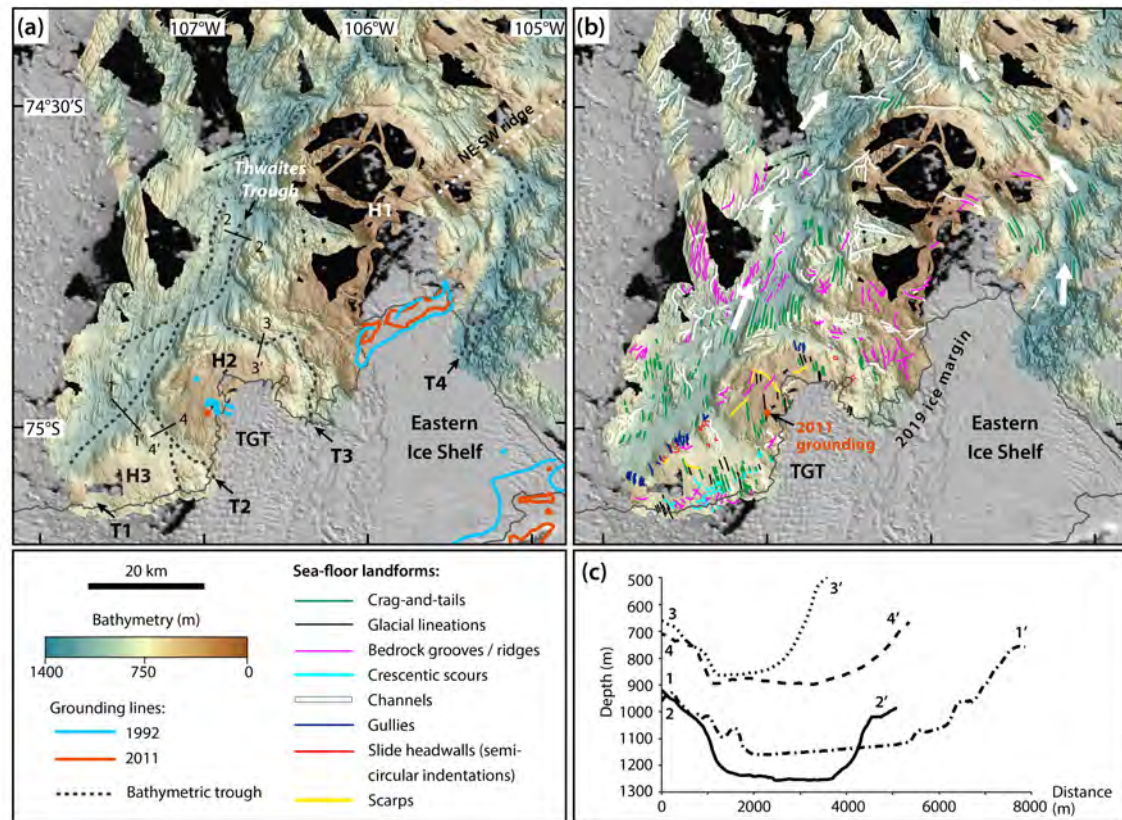 (a)
107°W
106°W
105°W
74°30'S
75°S
NE-SW ridge
Thwaites
Trough
H1
2
2'
3
3'
H2
T4
1
1'
4
4'
TGT
Eastern
Ice Shelf
T3
H3
T2
T1
(b)
2019 ice margin
2011
grounding
TGT
Eastern
Ice Shelf
20 km
Bathymetry (m)
1400
750
0
Grounding lines:
1992
2011
Bathymetric trough
Sea-floor landforms:
Crag-and-tails
Glacial lineations
Bedrock grooves / ridges
Crescentic scours
Channels
Gullies
Slide headwalls (semi-
circular indentations)
Scarps
(c)
Depth (m)
500
600
700
800
900
1000
1100
1200
1300
3
4
1
2
3'
4'
1'
2'
0
2000
4000
6000
8000
Distance
(m)